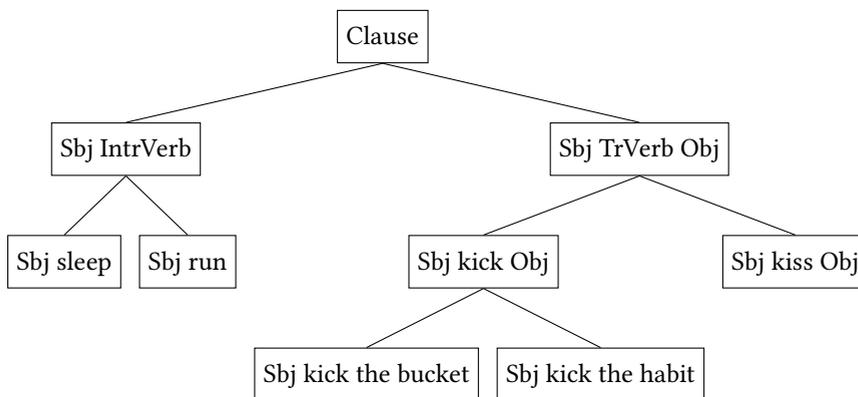 Clause
Sbj IntrVerb
Sbj TrVerb Obj
Sbj sleep
Sbj run
Sbj kick Obj
Sbj kiss Obj
Sbj kick the bucket
Sbj kick the habit